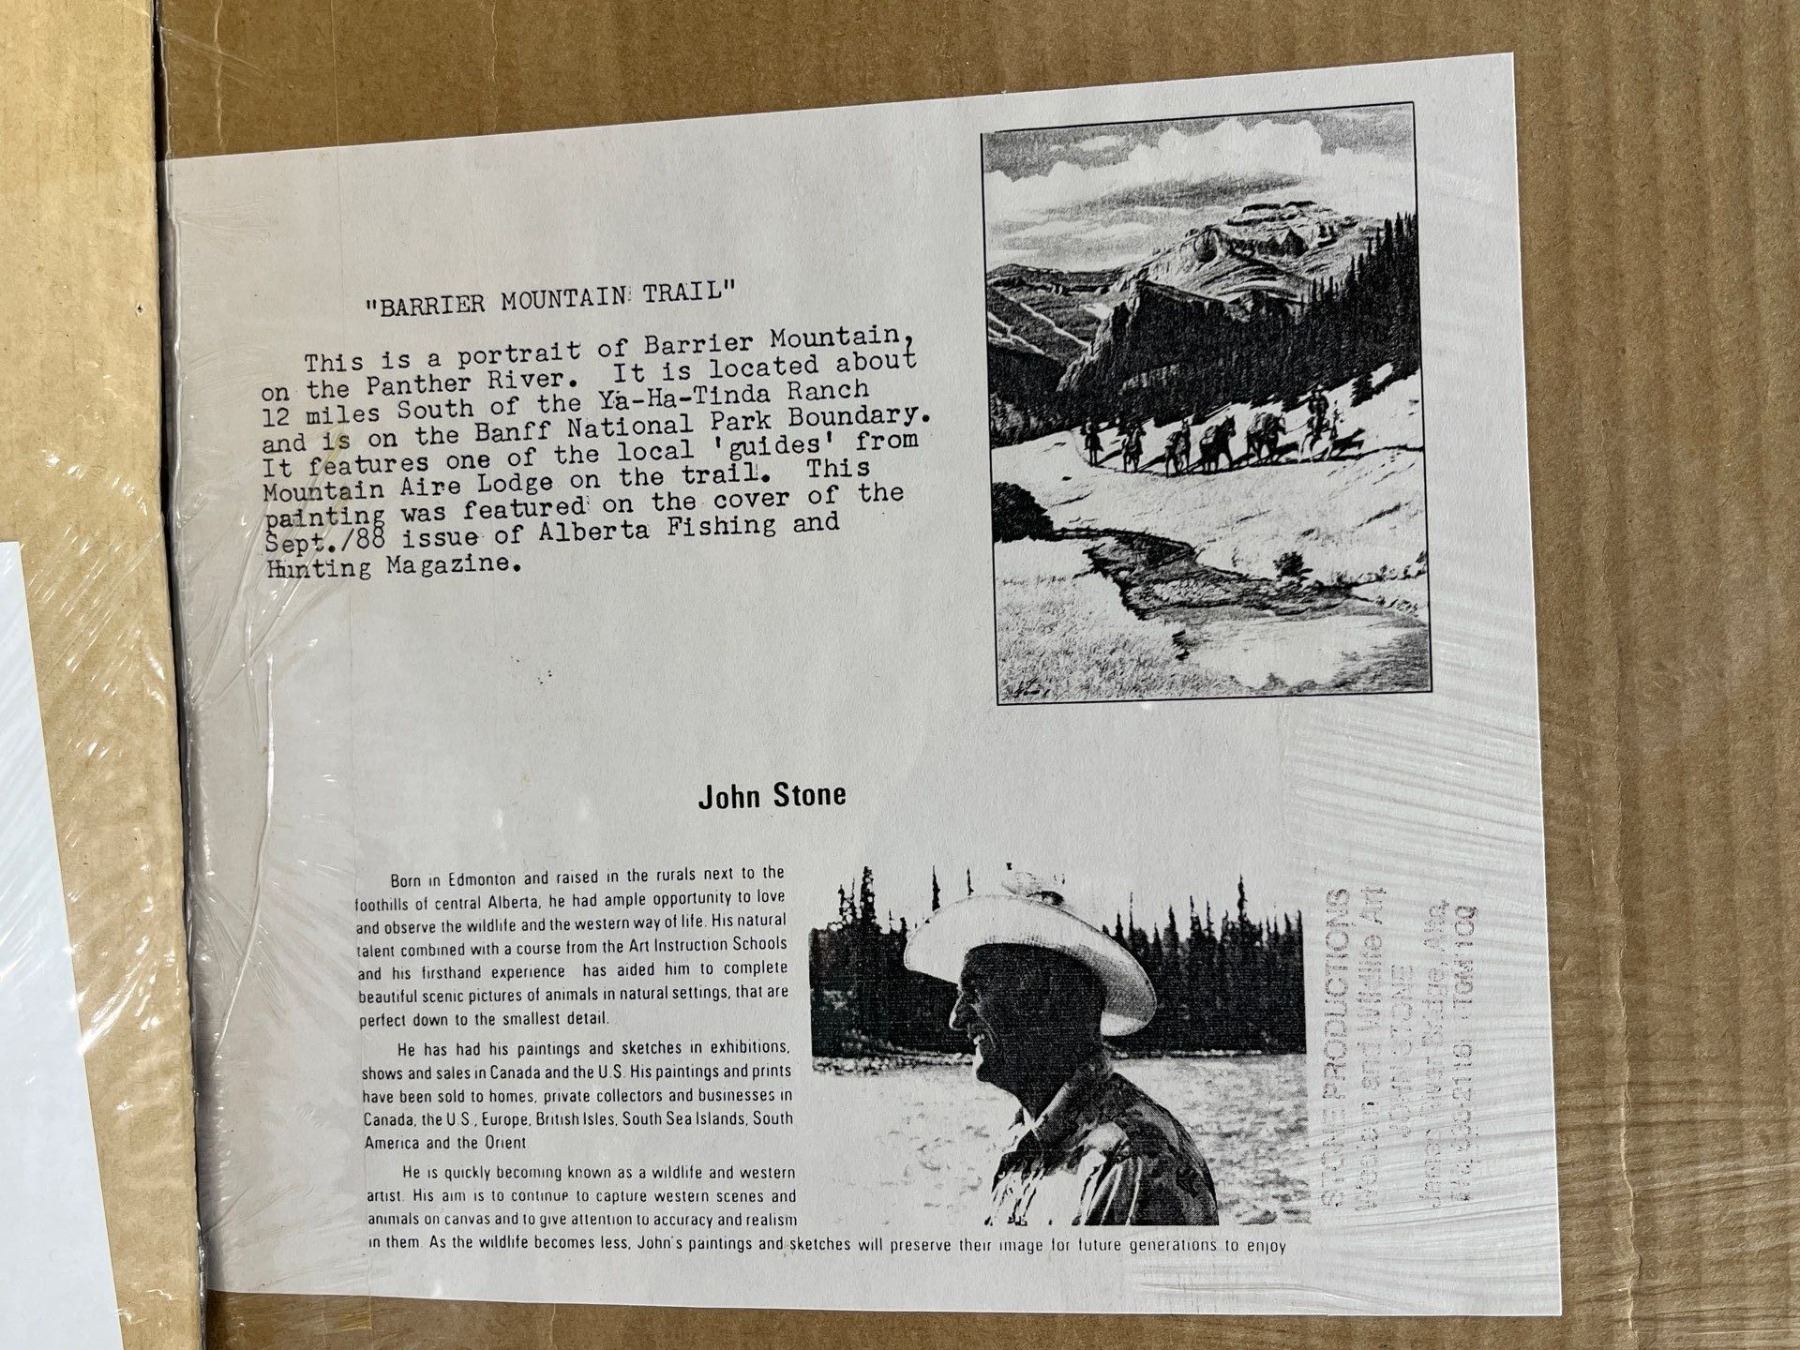 "BARRIER MOUNTAIN TRAIL"
This is a portrait of Barrier Mountain,
on the Panther River. It is located about
12 miles South of the Ya-Ha-Tinda Ranch
and is on the Banff National Park Boundary.
It features one of the local 'guides' from
Mountain Aire Lodge on the trail. This
painting was featured on the cover of the
Sept./88 issue of Alberta Fishing and
Hunting Magazine.
John Stone
Born in Edmonton and raised in the rurals next to the
foothills of central Alberta, he had ample opportunity to love
and observe the wildlife and the western way of life. His natural
talent combined with a course from the Art Instruction Schools
and his firsthand experience has aided him to complete
beautiful scenic pictures of animals in natural settings, that are
perfect down to the smallest detail.
He has had his paintings and sketches in exhibitions,
shows and sales in Canada and the U.S. His paintings and prints
have been sold to homes, private collectors and businesses in
Canada, the U.S., Europe, British Isles, South Sea Islands, South
America and the Orient
He is quickly becoming known as a wildlife and western
artist. His aim is to continue to capture western scenes and
animals on canvas and to give attention to accuracy and realism
in them. As the wildlife becomes less, John's paintings and sketches will preserve their image for future generations to enjoy
STONE PRODUCTIONS
Western and Wildlife Art
JOHN STONE
River Bridge, Alta.
T0M 1C0